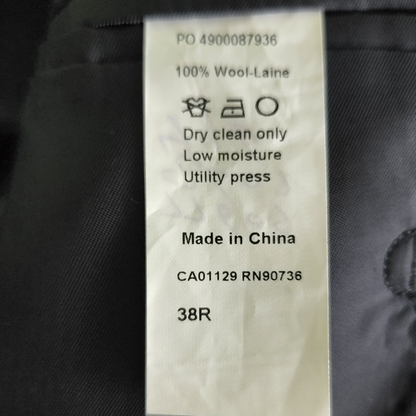 PO 4900087936
100% Wool-Laine
Dry clean only
Low moisture
Utility press
Made in China
CA01129 RN90736
38R